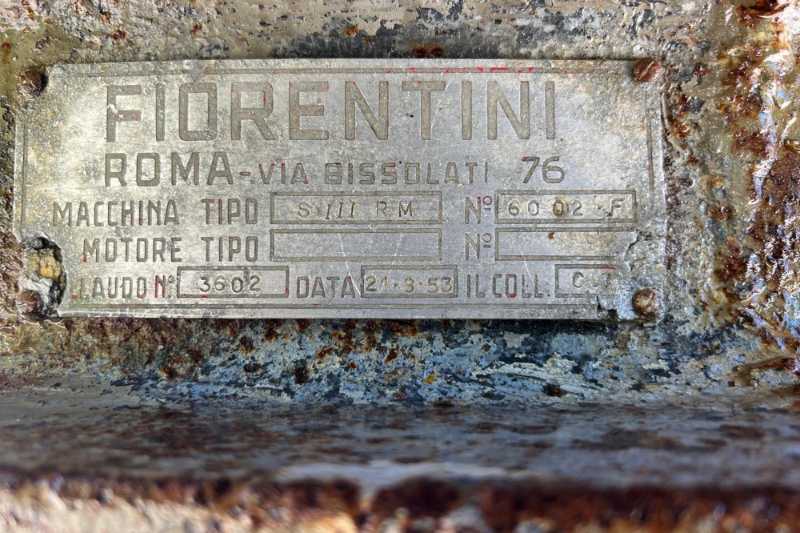 FIORENTINI
ROMA - VIA BISSOLATI 76
MACCHINA TIPO S III RM Nº 6002 F
MOTORE TIPO Nº
LLAUDO Nº 3602 DATA 21-3-53 IL COLL.